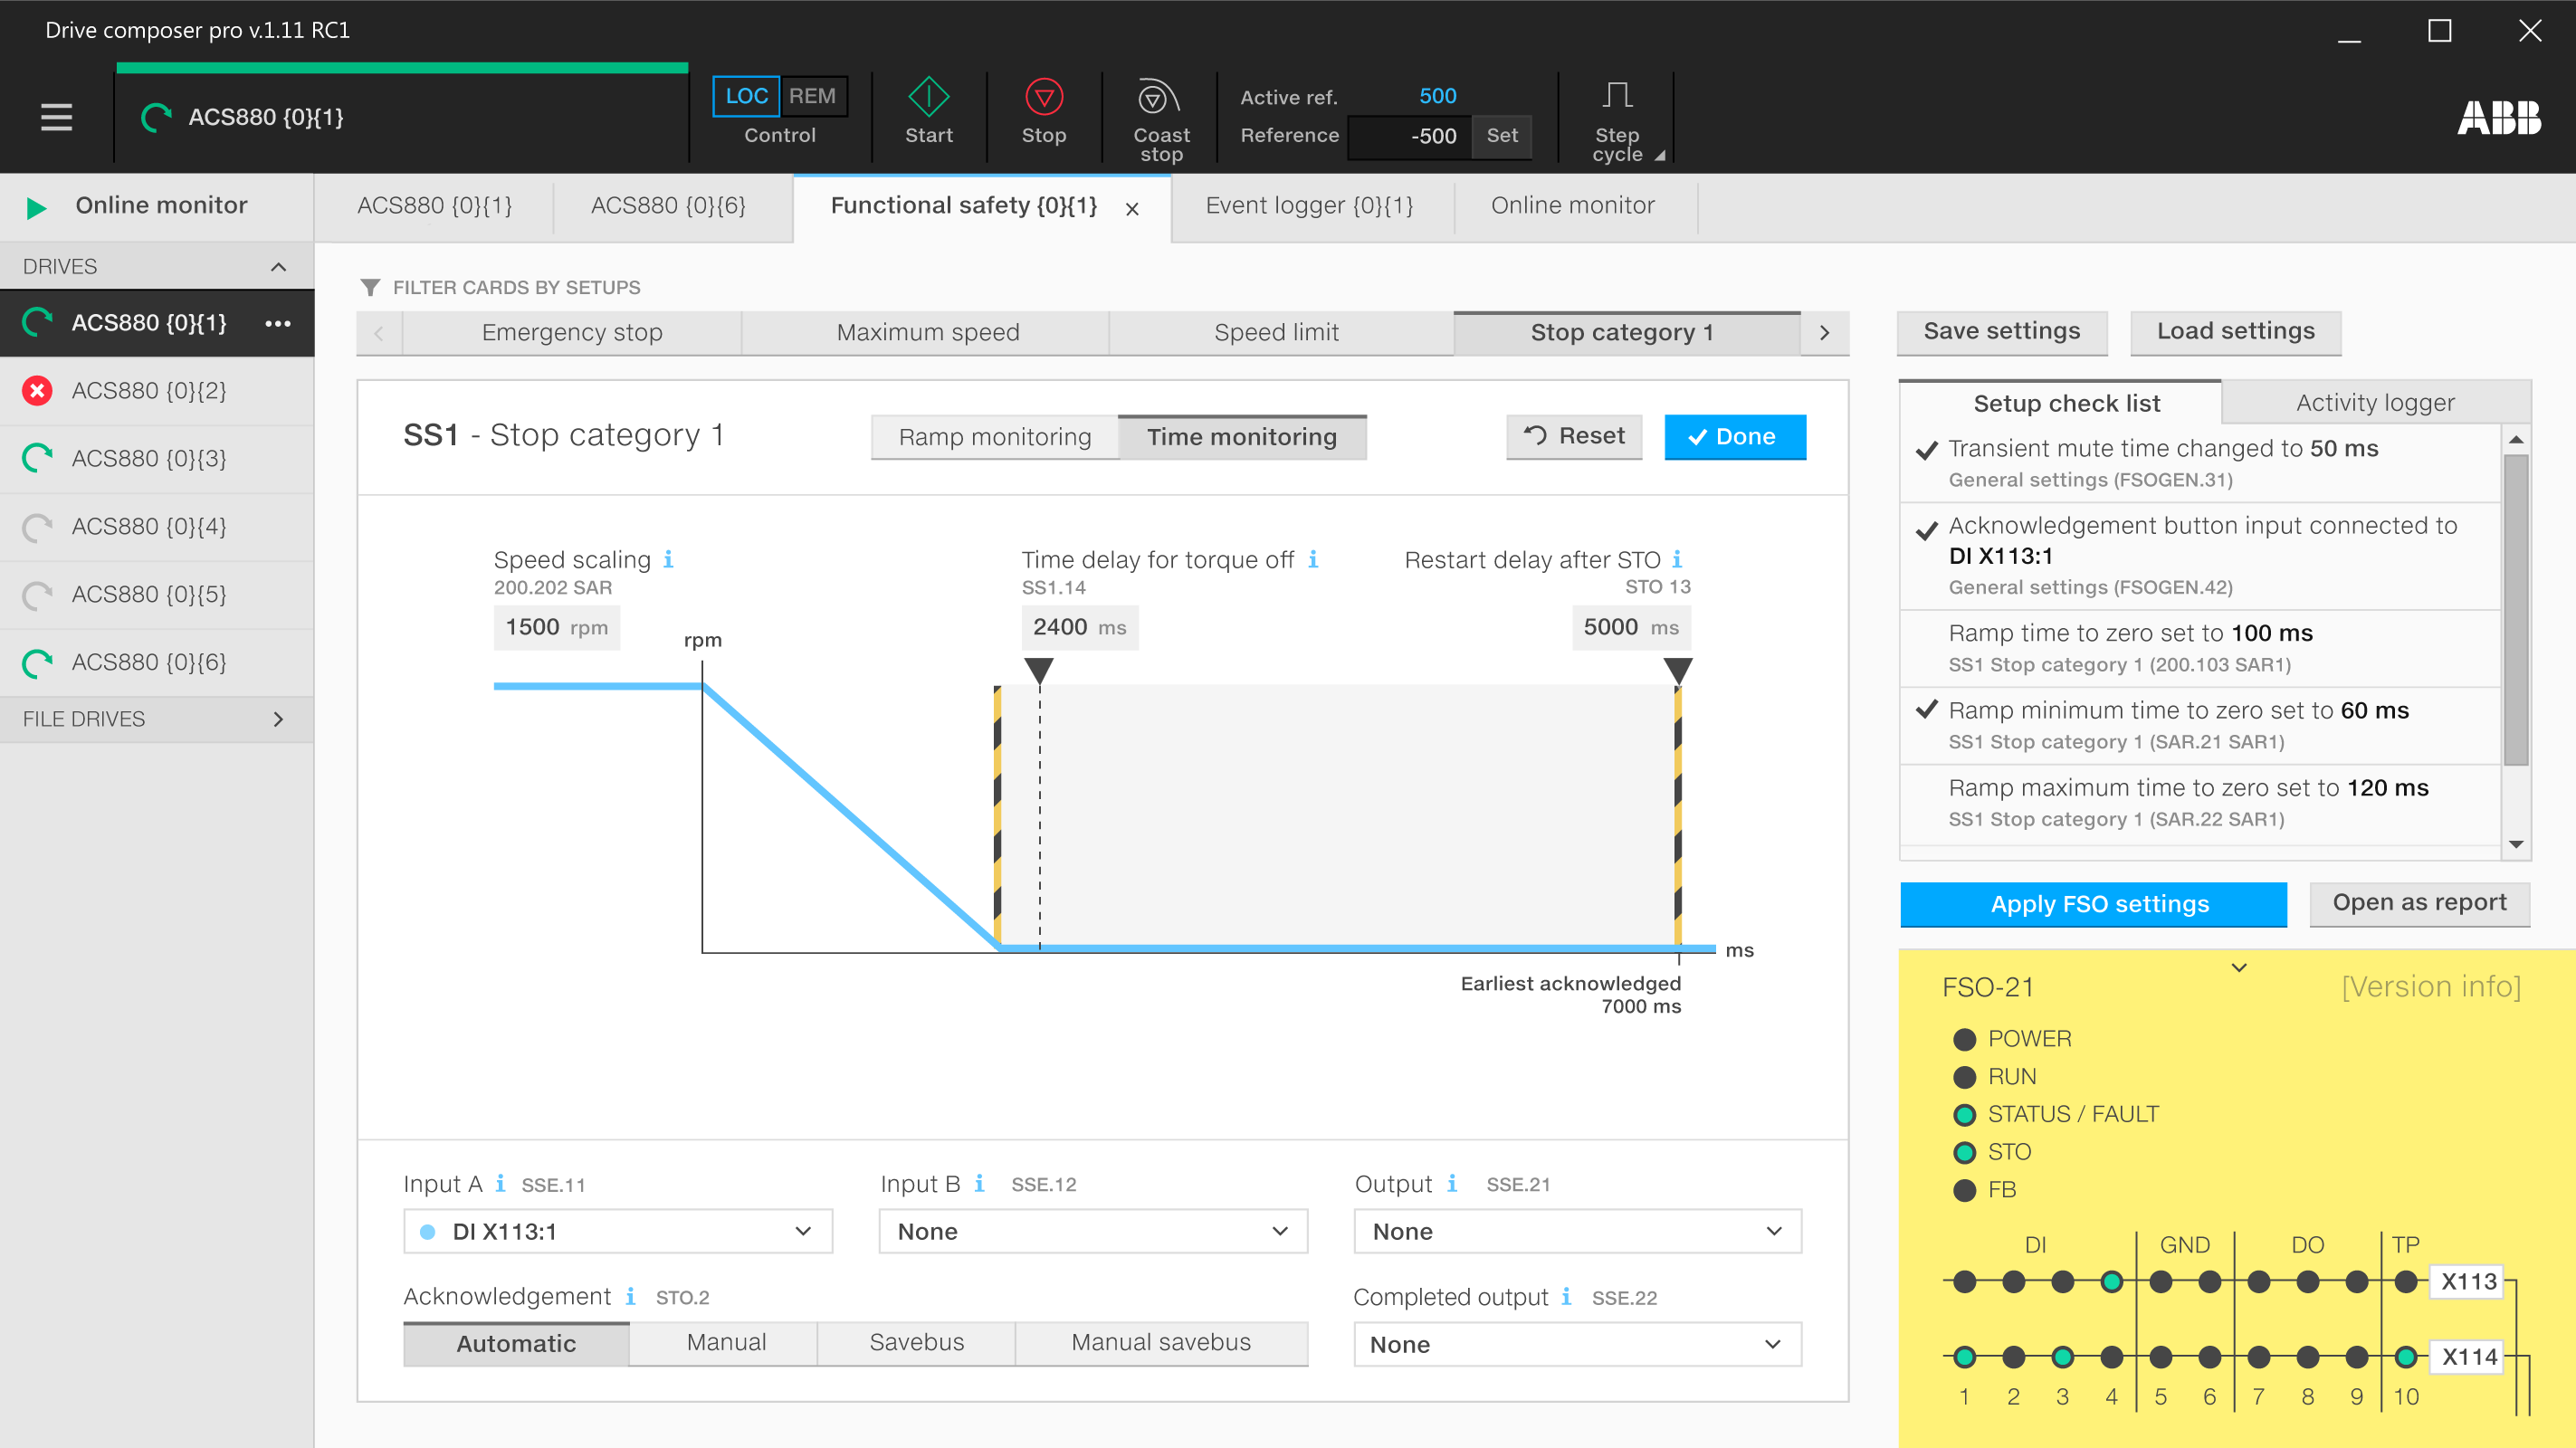 Drive composer pro v.1.11 RC1
ACS880 {0}{1}
LOC REM
Control
Start
Stop
Coast
stop
Active ref. 500
Reference -500 Set
Step
cycle
ABB
Online monitor
DRIVES
ACS880 {0}{1}
ACS880 {0}{2}
ACS880 {0}{3}
ACS880 {0}{4}
ACS880 {0}{5}
ACS880 {0}{6}
FILE DRIVES
ACS880 {0}{1} ACS880 {0}{6} Functional safety {0}{1} Event logger {0}{1} Online monitor
FILTER CARDS BY SETUPS
Emergency stop Maximum speed Speed limit Stop category 1
SS1 - Stop category 1
Ramp monitoring Time monitoring
Reset
Done
Speed scaling
200.202 SAR
1500 rpm
Time delay for torque off
SS1.14
2400 ms
Restart delay after STO
STO 13
5000 ms
rpm
ms
Earliest acknowledged
7000 ms
Input A SSE.11
DI X113:1
Input B SSE.12
None
Output SSE.21
None
Acknowledgement STO.2
Automatic Manual Savebus Manual savebus
Completed output SSE.22
None
Save settings Load settings
Setup check list Activity logger
Transient mute time changed to 50 ms
General settings (FSOGEN.31)
Acknowledgement button input connected to
DI X113:1
General settings (FSOGEN.42)
Ramp time to zero set to 100 ms
SS1 Stop category 1 (200.103 SAR1)
Ramp minimum time to zero set to 60 ms
SS1 Stop category 1 (SAR.21 SAR1)
Ramp maximum time to zero set to 120 ms
SS1 Stop category 1 (SAR.22 SAR1)
Apply FSO settings Open as report
FSO-21 [Version info]
POWER
RUN
STATUS / FAULT
STO
FB
DI GND DO TP
X113
X114
1 2 3 4 5 6 7 8 9 10